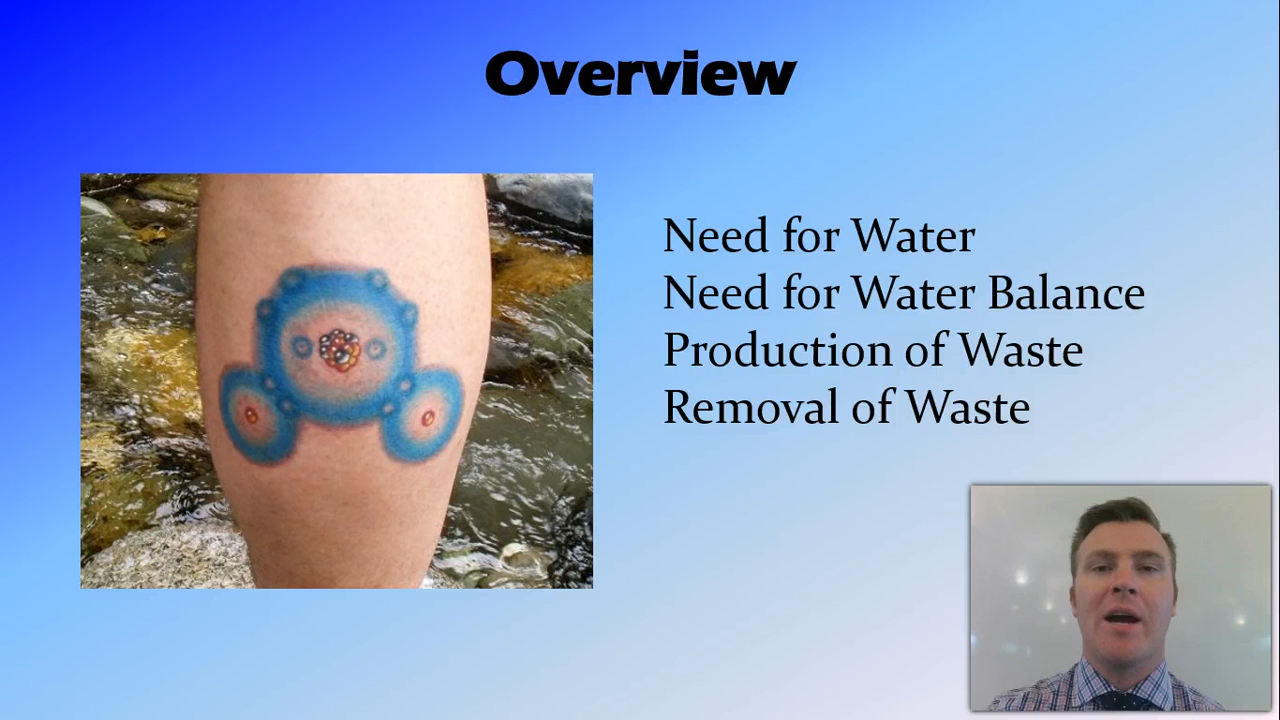 Overview
Need for Water
Need for Water Balance
Production of Waste
Removal of Waste